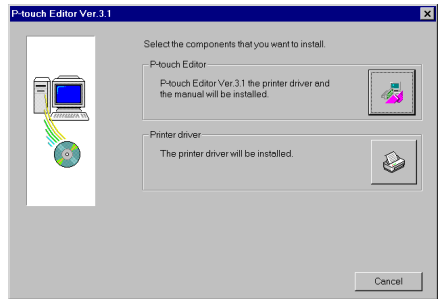 P-touch Editor Ver.3.1
Select the components that you want to install.
P-touch Editor
P-touch Editor Ver.3.1 the printer driver and
the manual will be installed.
Printer driver
The printer driver will be installed.
Cancel